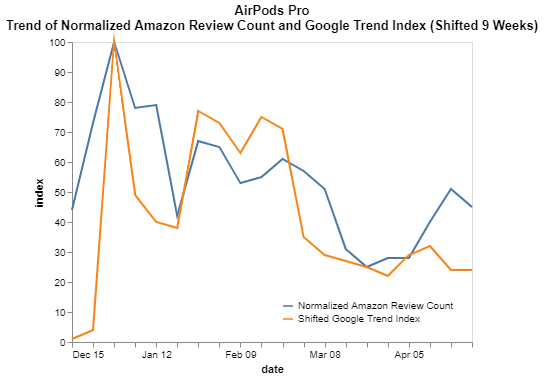 AirPods Pro
Trend of Normalized Amazon Review Count and Google Trend Index (Shifted 9 Weeks)
100
90
80
70
60
50
40
30
20
10
0
index
Normalized Amazon Review Count
Shifted Google Trend Index
Dec 15 Jan 12 Feb 09 Mar 08 Apr 05
date